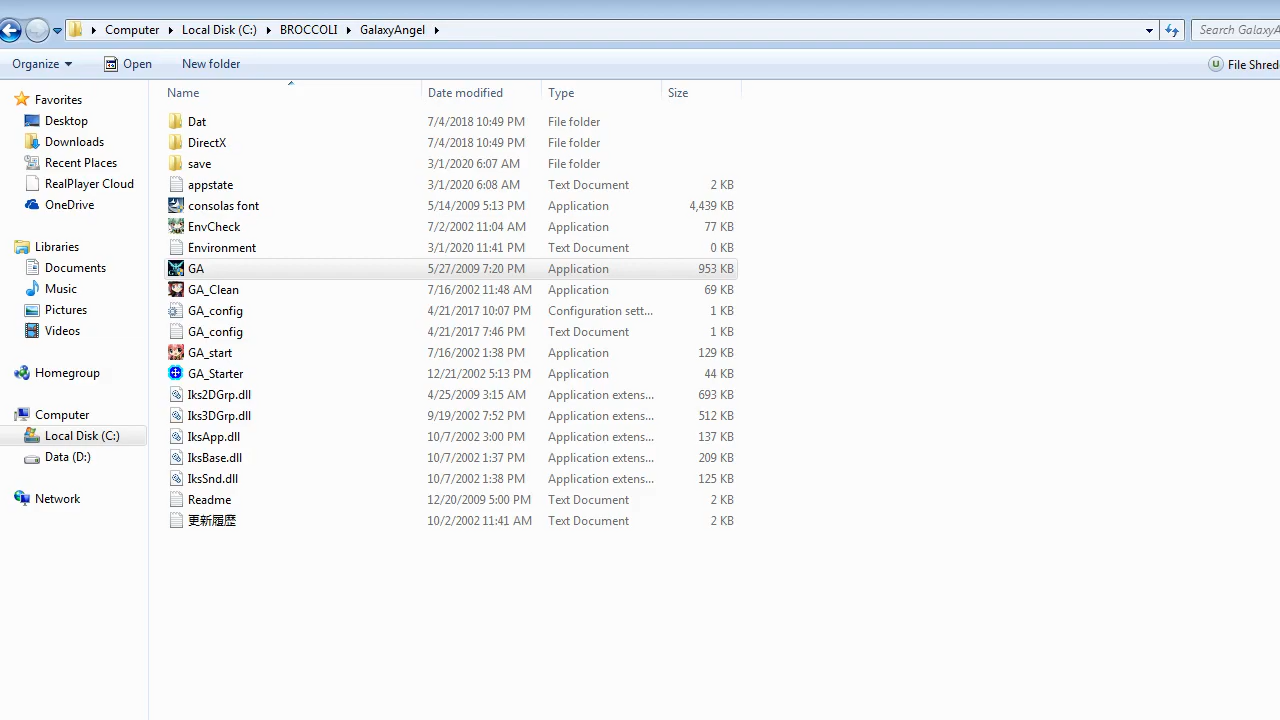 Computer Local Disk (C:) BROCCOLI GalaxyAngel Search GalaxyA
Organize Open New folder File Shred
Name Date modified Type Size
Favorites
Desktop
Downloads
Recent Places
RealPlayer Cloud
OneDrive
Libraries
Documents
Music
Pictures
Videos
Homegroup
Computer
Local Disk (C:)
Data (D:)
Network
Dat 7/4/2018 10:49 PM File folder
DirectX 7/4/2018 10:49 PM File folder
save 3/1/2020 6:07 AM File folder
appstate 3/1/2020 6:08 AM Text Document 2 KB
consolas font 5/14/2009 5:13 PM Application 4,439 KB
EnvCheck 7/2/2002 11:04 AM Application 77 KB
Environment 3/1/2020 11:41 PM Text Document 0 KB
GA 5/27/2009 7:20 PM Application 953 KB
GA_Clean 7/16/2002 11:48 AM Application 69 KB
GA_config 4/21/2017 10:07 PM Configuration sett... 1 KB
GA_config 4/21/2017 7:46 PM Text Document 1 KB
GA_start 7/16/2002 1:38 PM Application 129 KB
GA_Starter 12/21/2002 5:13 PM Application 44 KB
Iks2DGrp.dll 4/25/2009 3:15 AM Application extens... 693 KB
Iks3DGrp.dll 9/19/2002 7:52 PM Application extens... 512 KB
IksApp.dll 10/7/2002 3:00 PM Application extens... 137 KB
IksBase.dll 10/7/2002 1:37 PM Application extens... 209 KB
IksSnd.dll 10/7/2002 1:38 PM Application extens... 125 KB
Readme 12/20/2009 5:00 PM Text Document 2 KB
更新履歴 10/2/2002 11:41 AM Text Document 2 KB